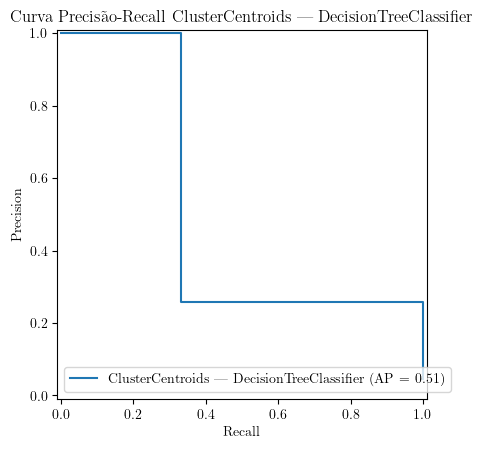 Curva Precisão-Recall ClusterCentroids — DecisionTreeClassifier
1.0
0.8
0.6
0.4
0.2
0.0
Precision
ClusterCentroids — DecisionTreeClassifier (AP = 0.51)
0.0 0.2 0.4 0.6 0.8 1.0
Recall